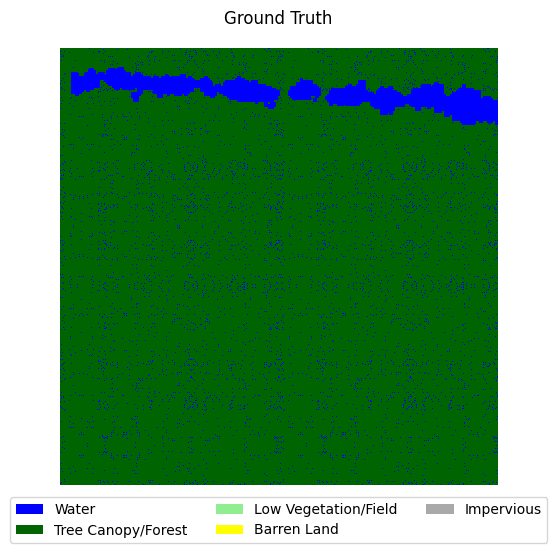 Ground Truth
Water
Tree Canopy/Forest
Low Vegetation/Field
Barren Land
Impervious